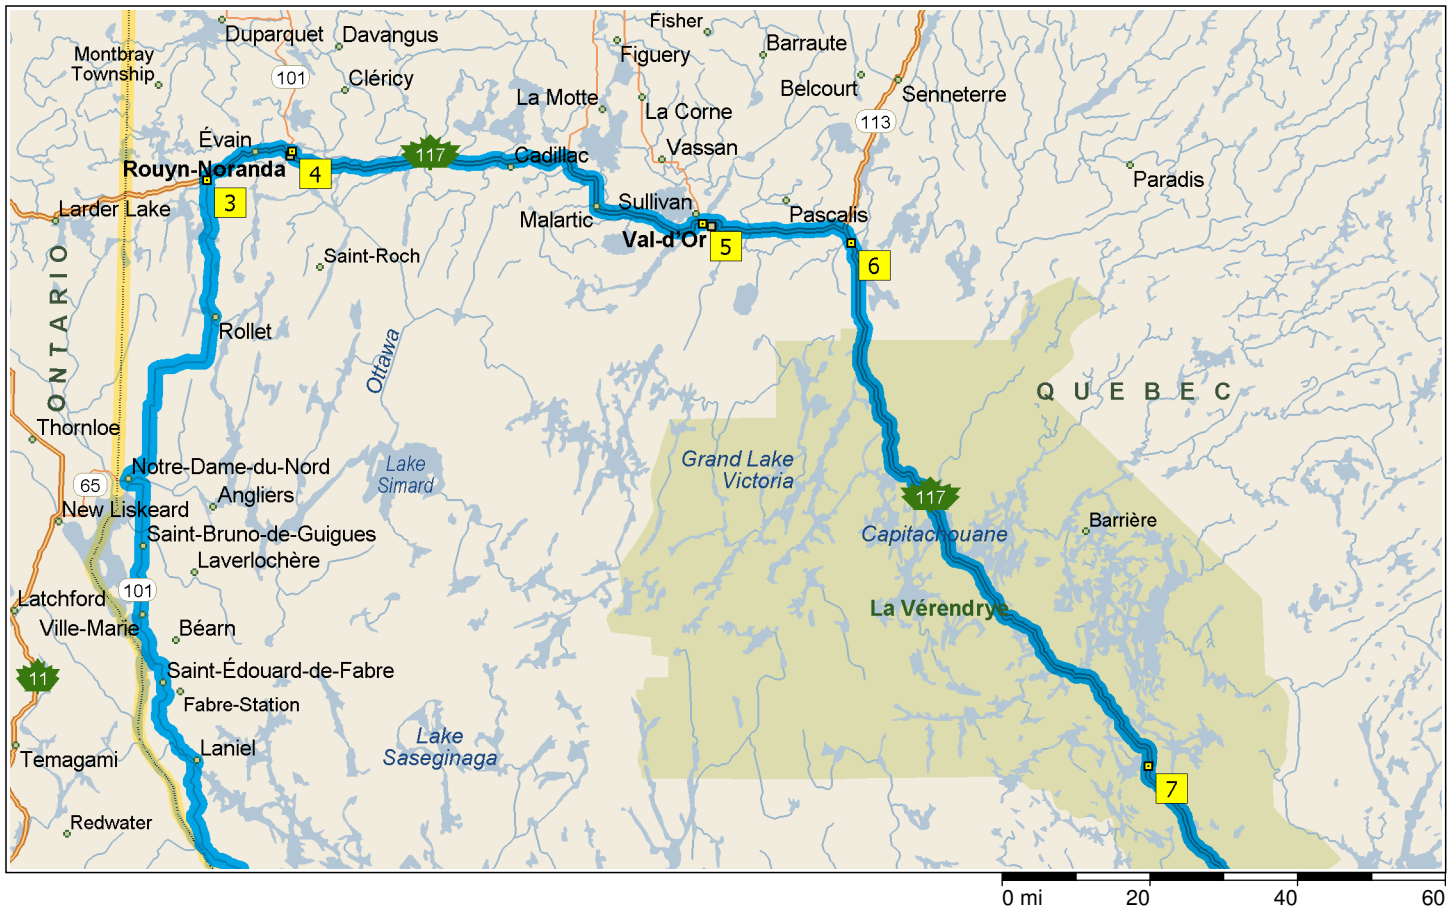 Fisher
Duparquet
Davangus
Barraute
Montbray
Township
Figuery
101
Cléricy
Belcourt
Senneterre
La Motte
La Corne
113
Évain
117
Cadillac
Vassan
Rouyn-Noranda
4
Paradis
3
Larder Lake
Sullivan
Malartic
Pascalis
Val-d'Or
5
Saint-Roch
6
ONTARIO
Rollet
Ottawa
QUEBEC
Thornloe
Notre-Dame-du-Nord
Lake
Simard
Grand Lake
Victoria
65
Angliers
117
New Liskeard
Barrière
Saint-Bruno-de-Guigues
Capitachouane
Laverlochère
101
Latchford
La Vérendrye
Ville-Marie
Béarn
11
Saint-Édouard-de-Fabre
Fabre-Station
Lake
Saseginaga
Laniel
Temagami
7
Redwater
0 mi
20
40
60